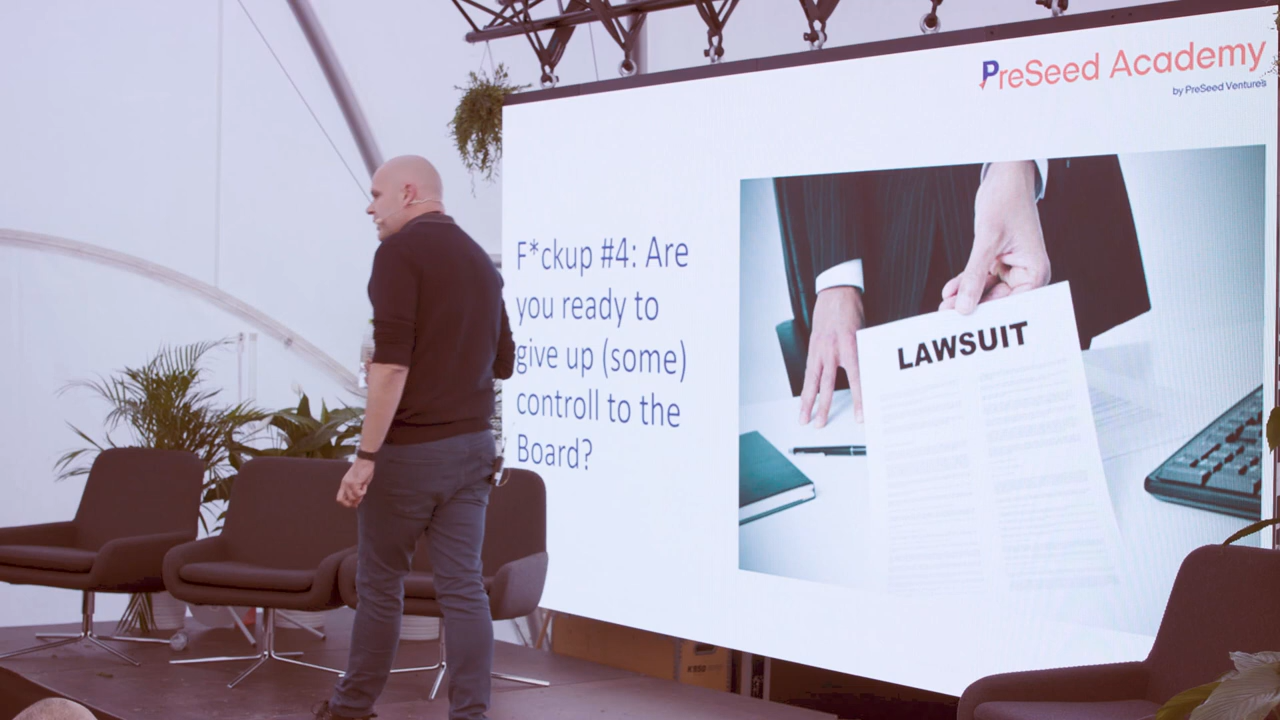 PreSeed Academy
by PreSeed Ventures
F*ckup #4: Are
you ready to
give up (some)
controll to the
Board?
LAWSUIT